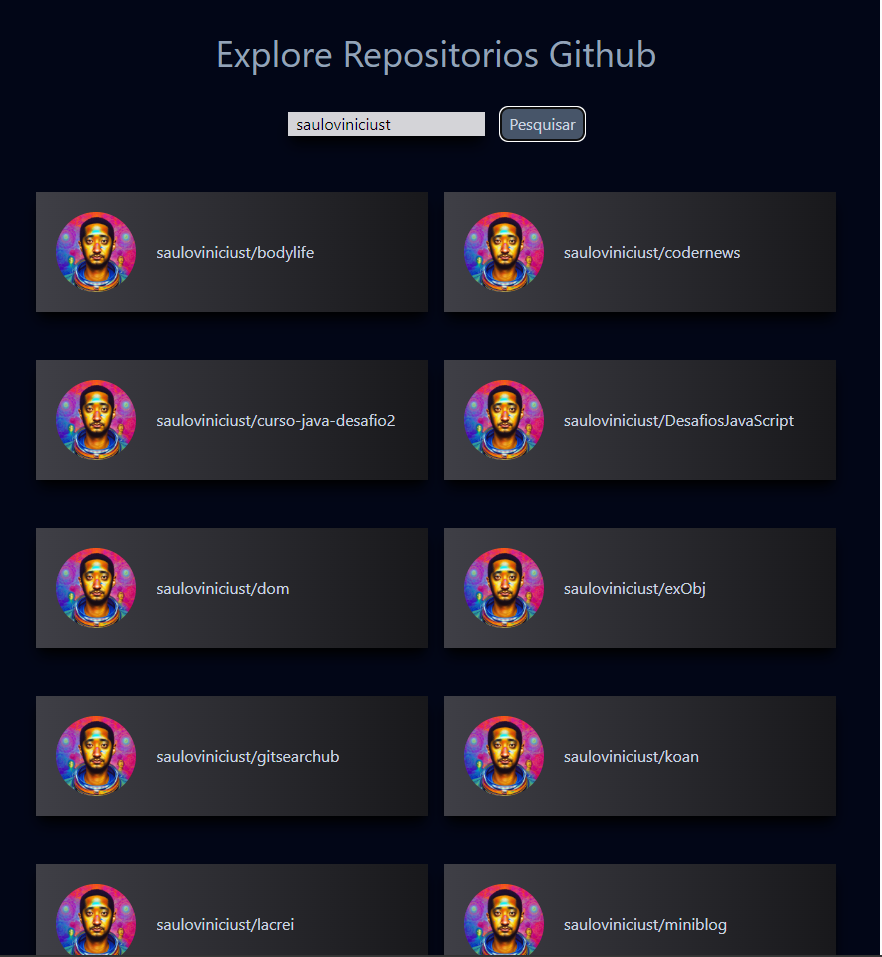 Explore Repositorios Github
sauloviniciust Pesquisar
sauloviniciust/bodylife
sauloviniciust/codernews
sauloviniciust/curso-java-desafio2
sauloviniciust/DesafiosJavaScript
sauloviniciust/dom
sauloviniciust/exObj
sauloviniciust/gitsearchub
sauloviniciust/koan
sauloviniciust/lacrei
sauloviniciust/miniblog